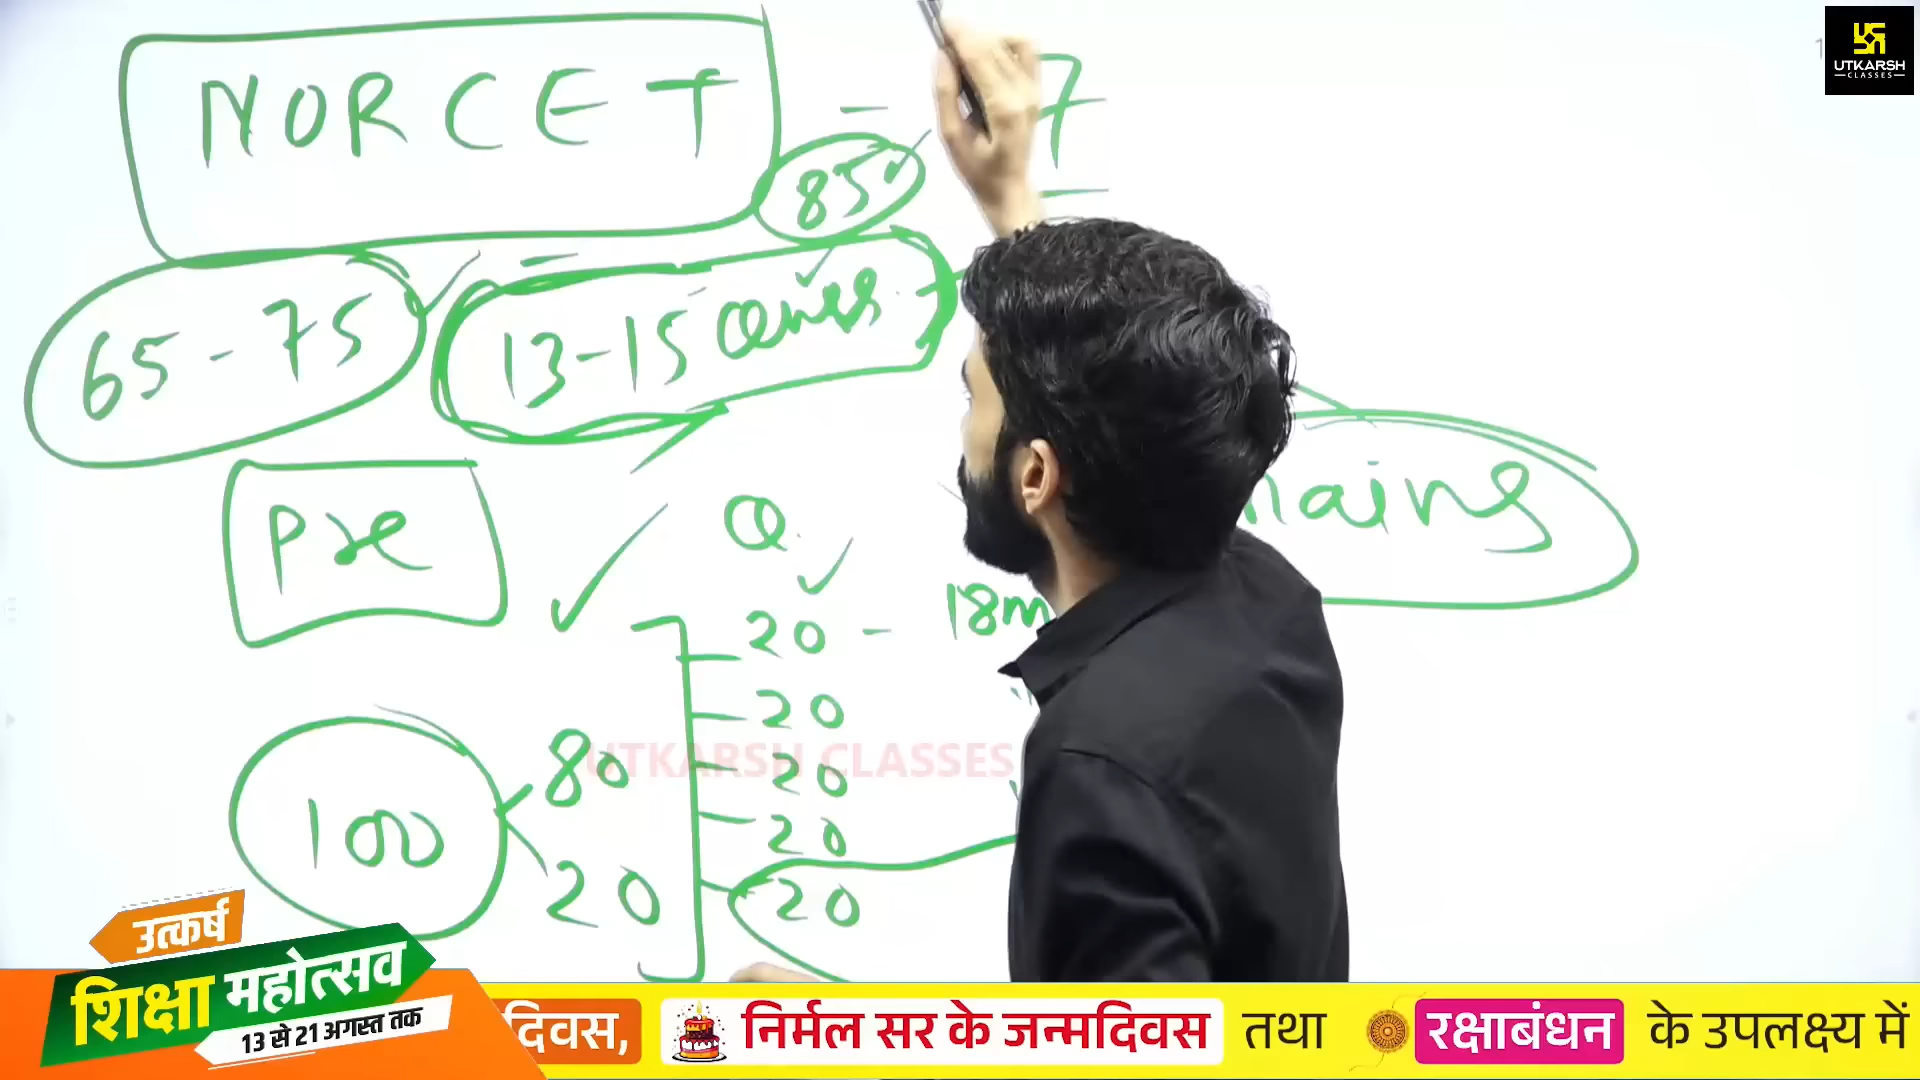 NORCET - 7
85%
65-75
13-15
Pre
Q.
mains
20 - 18m
20
20
20
20
100
80
20
UTKARSH CLASSES
UTKARSH
CLASSES
उत्कर्ष
शिक्षा महोत्सव
13 से 21 अगस्त तक
दिवस, निर्मल सर के जन्मदिवस तथा रक्षाबंधन के उपलक्ष्य में